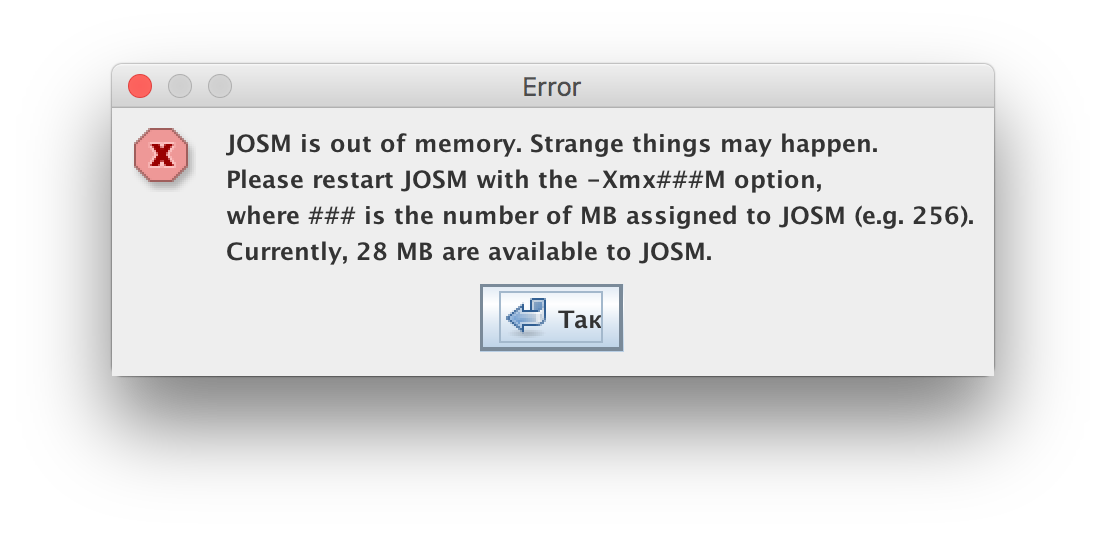 Error
JOSM is out of memory. Strange things may happen.
Please restart JOSM with the -Xmx###M option,
where ### is the number of MB assigned to JOSM (e.g. 256).
Currently, 28 MB are available to JOSM.
Так